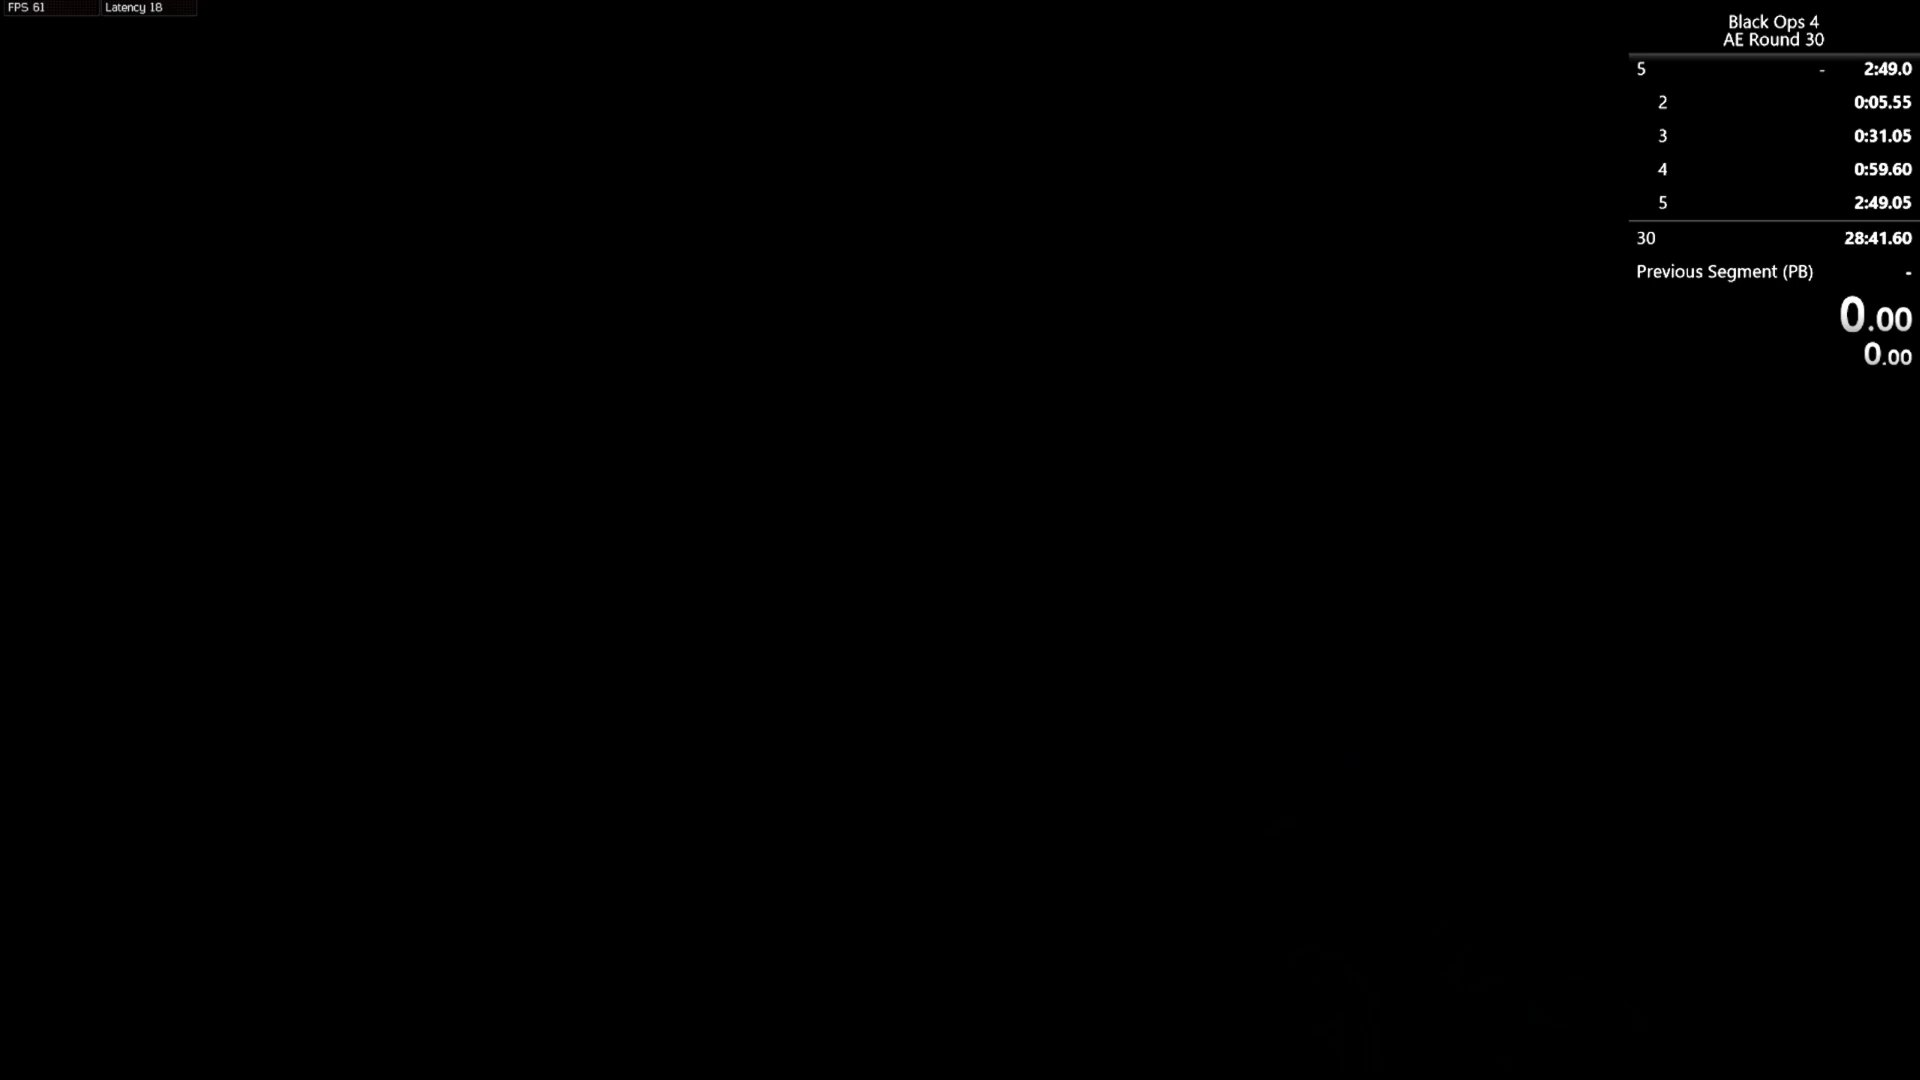 FPS 61 Latency 18
Black Ops 4
AE Round 30
5 - 2:49.0
2 0:05.55
3 0:31.05
4 0:59.60
5 2:49.05
30 28:41.60
Previous Segment (PB) -
0.00
0.00